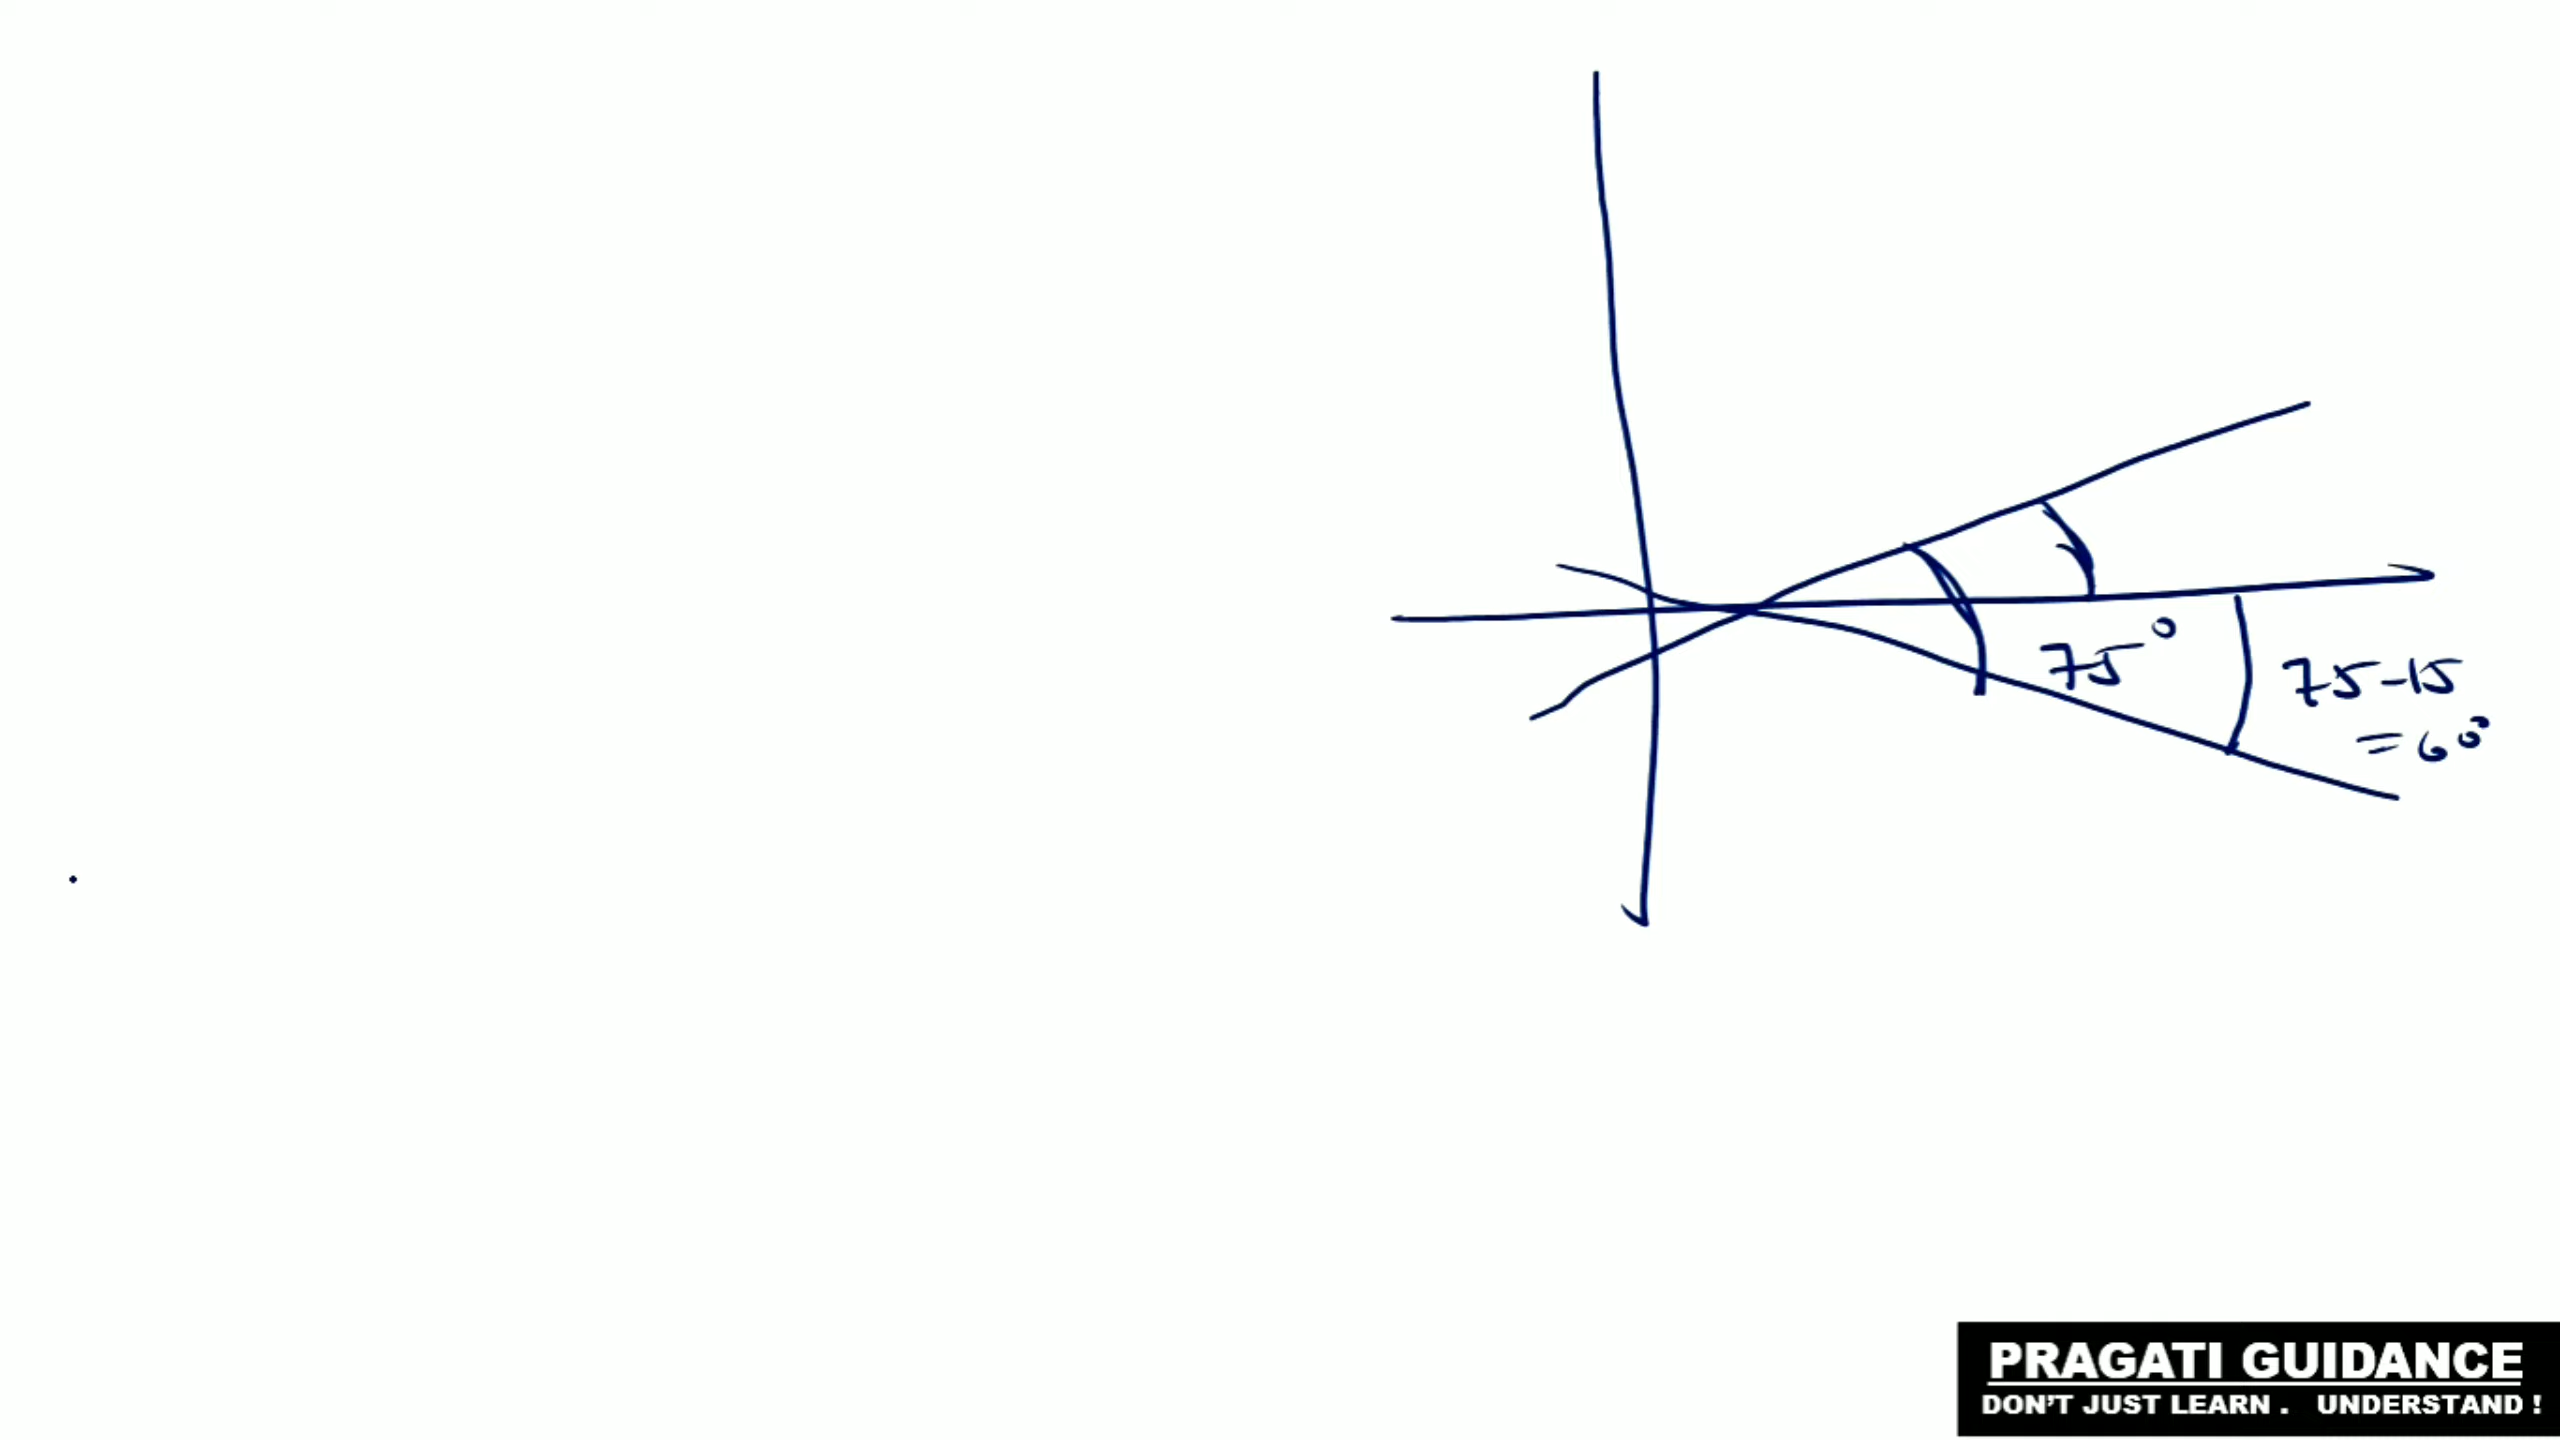 75°
75-15
= 60°
PRAGATI GUIDANCE
DON'T JUST LEARN . UNDERSTAND !